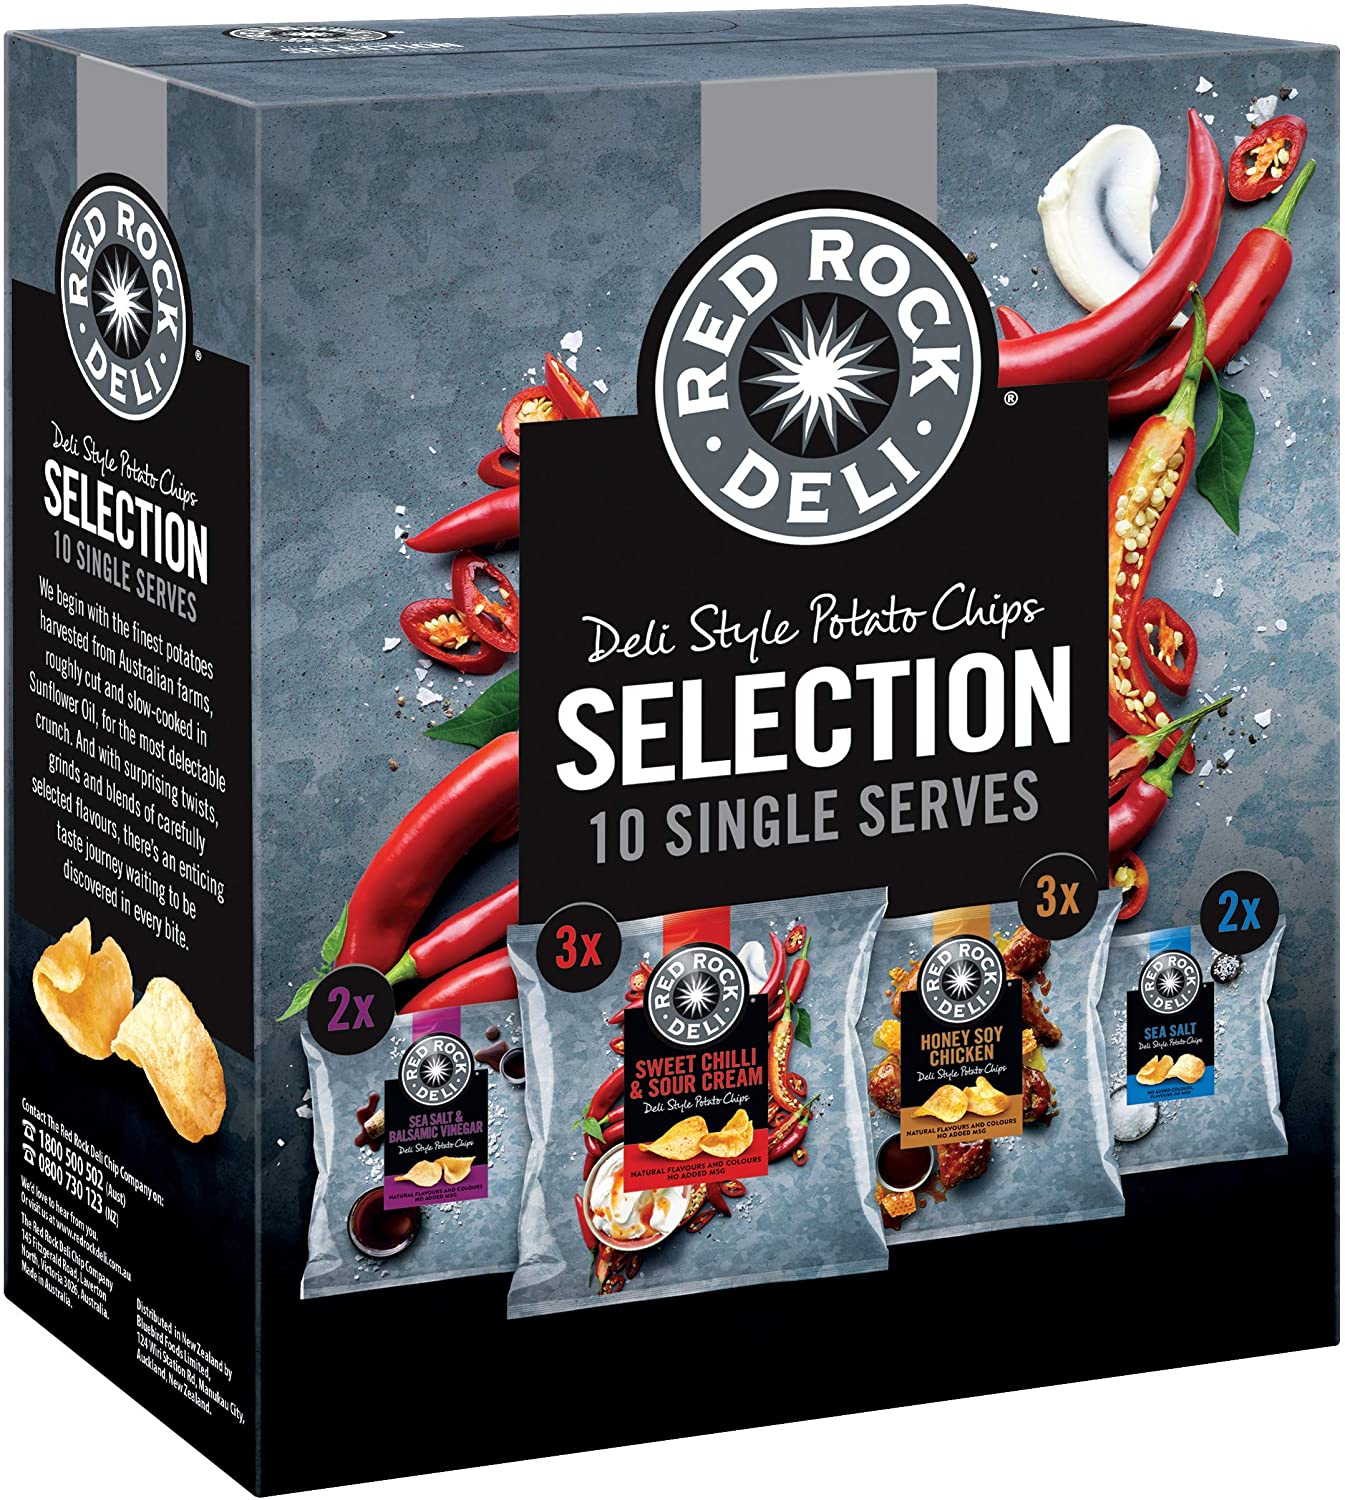 SELECTION
RED ROCK
DELI
®
Deli Style Potato Chips
SELECTION
10 SINGLE SERVES
We begin with the finest potatoes
harvested from Australian farms,
roughly cut and slow-cooked in
Sunflower Oil, for the most delectable
crunch. And with surprising twists,
grinds and blends of carefully
selected flavours, there's an enticing
taste journey waiting to be
discovered in every bite.
Contact The Red Rock Deli Chip Company on:
1800 500 502 (Aust)
0800 730 123 (NZ)
We'd love to hear from you.
Or visit us at www.redrockdeli.com.au
The Red Rock Deli Chip Company
145 Fitzgerald Road, Laverton
North, Victoria 3026, Australia.
Made in Australia.
Distributed in New Zealand by
Bluebird Foods Limited,
124 Wiri Station Rd, Manukau City,
Auckland, New Zealand.
RED ROCK
DELI
®
Deli Style Potato Chips
SELECTION
10 SINGLE SERVES
2x
RED ROCK
DELI
SEA SALT &
BALSAMIC VINEGAR
Deli Style Potato Chips
NATURAL FLAVOURS AND COLOURS
NO ADDED MSG
3x
RED ROCK
DELI
SWEET CHILLI
& SOUR CREAM
Deli Style Potato Chips
NATURAL FLAVOURS AND COLOURS
NO ADDED MSG
3x
RED ROCK
DELI
HONEY SOY
CHICKEN
Deli Style Potato Chips
NATURAL FLAVOURS AND COLOURS
NO ADDED MSG
2x
RED ROCK
DELI
SEA SALT
Deli Style Potato Chips
NO ADDED COLOURS,
FLAVOURS OR MSG